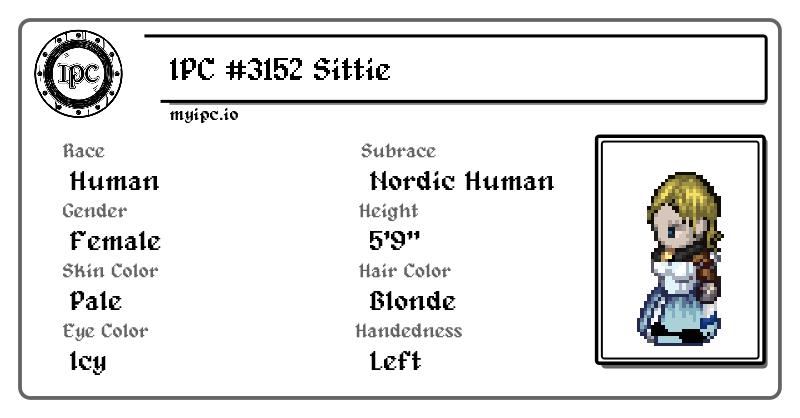 IPC
IPC #3152 Sittie
myipc.io
Race
Subrace
Human
Nordic Human
Gender
Height
Female
5'9"
Skin Color
Hair Color
Pale
Blonde
Eye Color
Handedness
Icy
Left